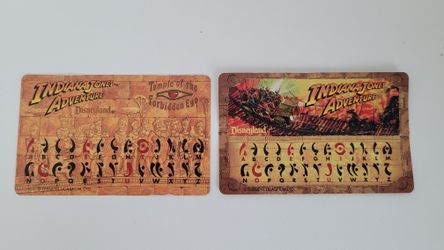 INDIANA JONES
ADVENTURE
Temple of the
Forbidden Eye
Disneyland
A B C D E F G H I J K L M
N O P Q R S T U V W X Y Z
INDIANA JONES
ADVENTURE
Disneyland
A B C D E F G H I J K L M
N O P Q R S T U V W X Y Z